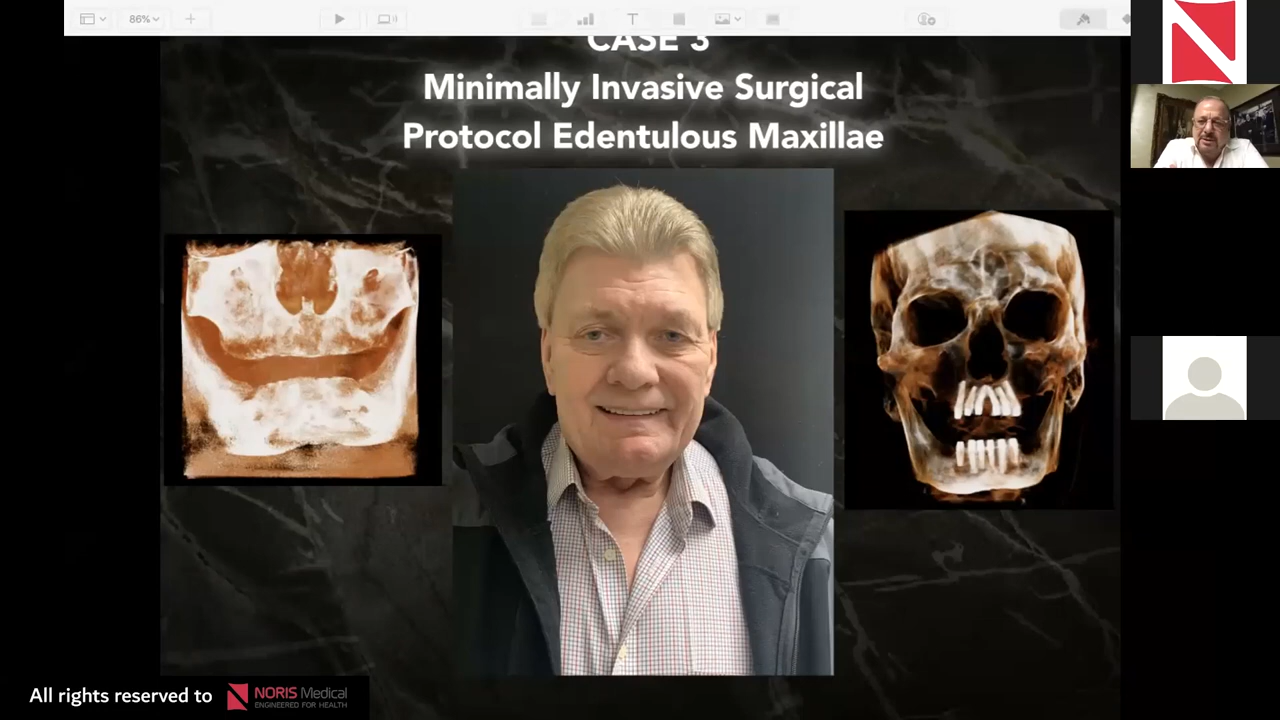 86%
CASE 3
Minimally Invasive Surgical
Protocol Edentulous Maxillae
All rights reserved to
NORIS Medical
ENGINEERED FOR HEALTH